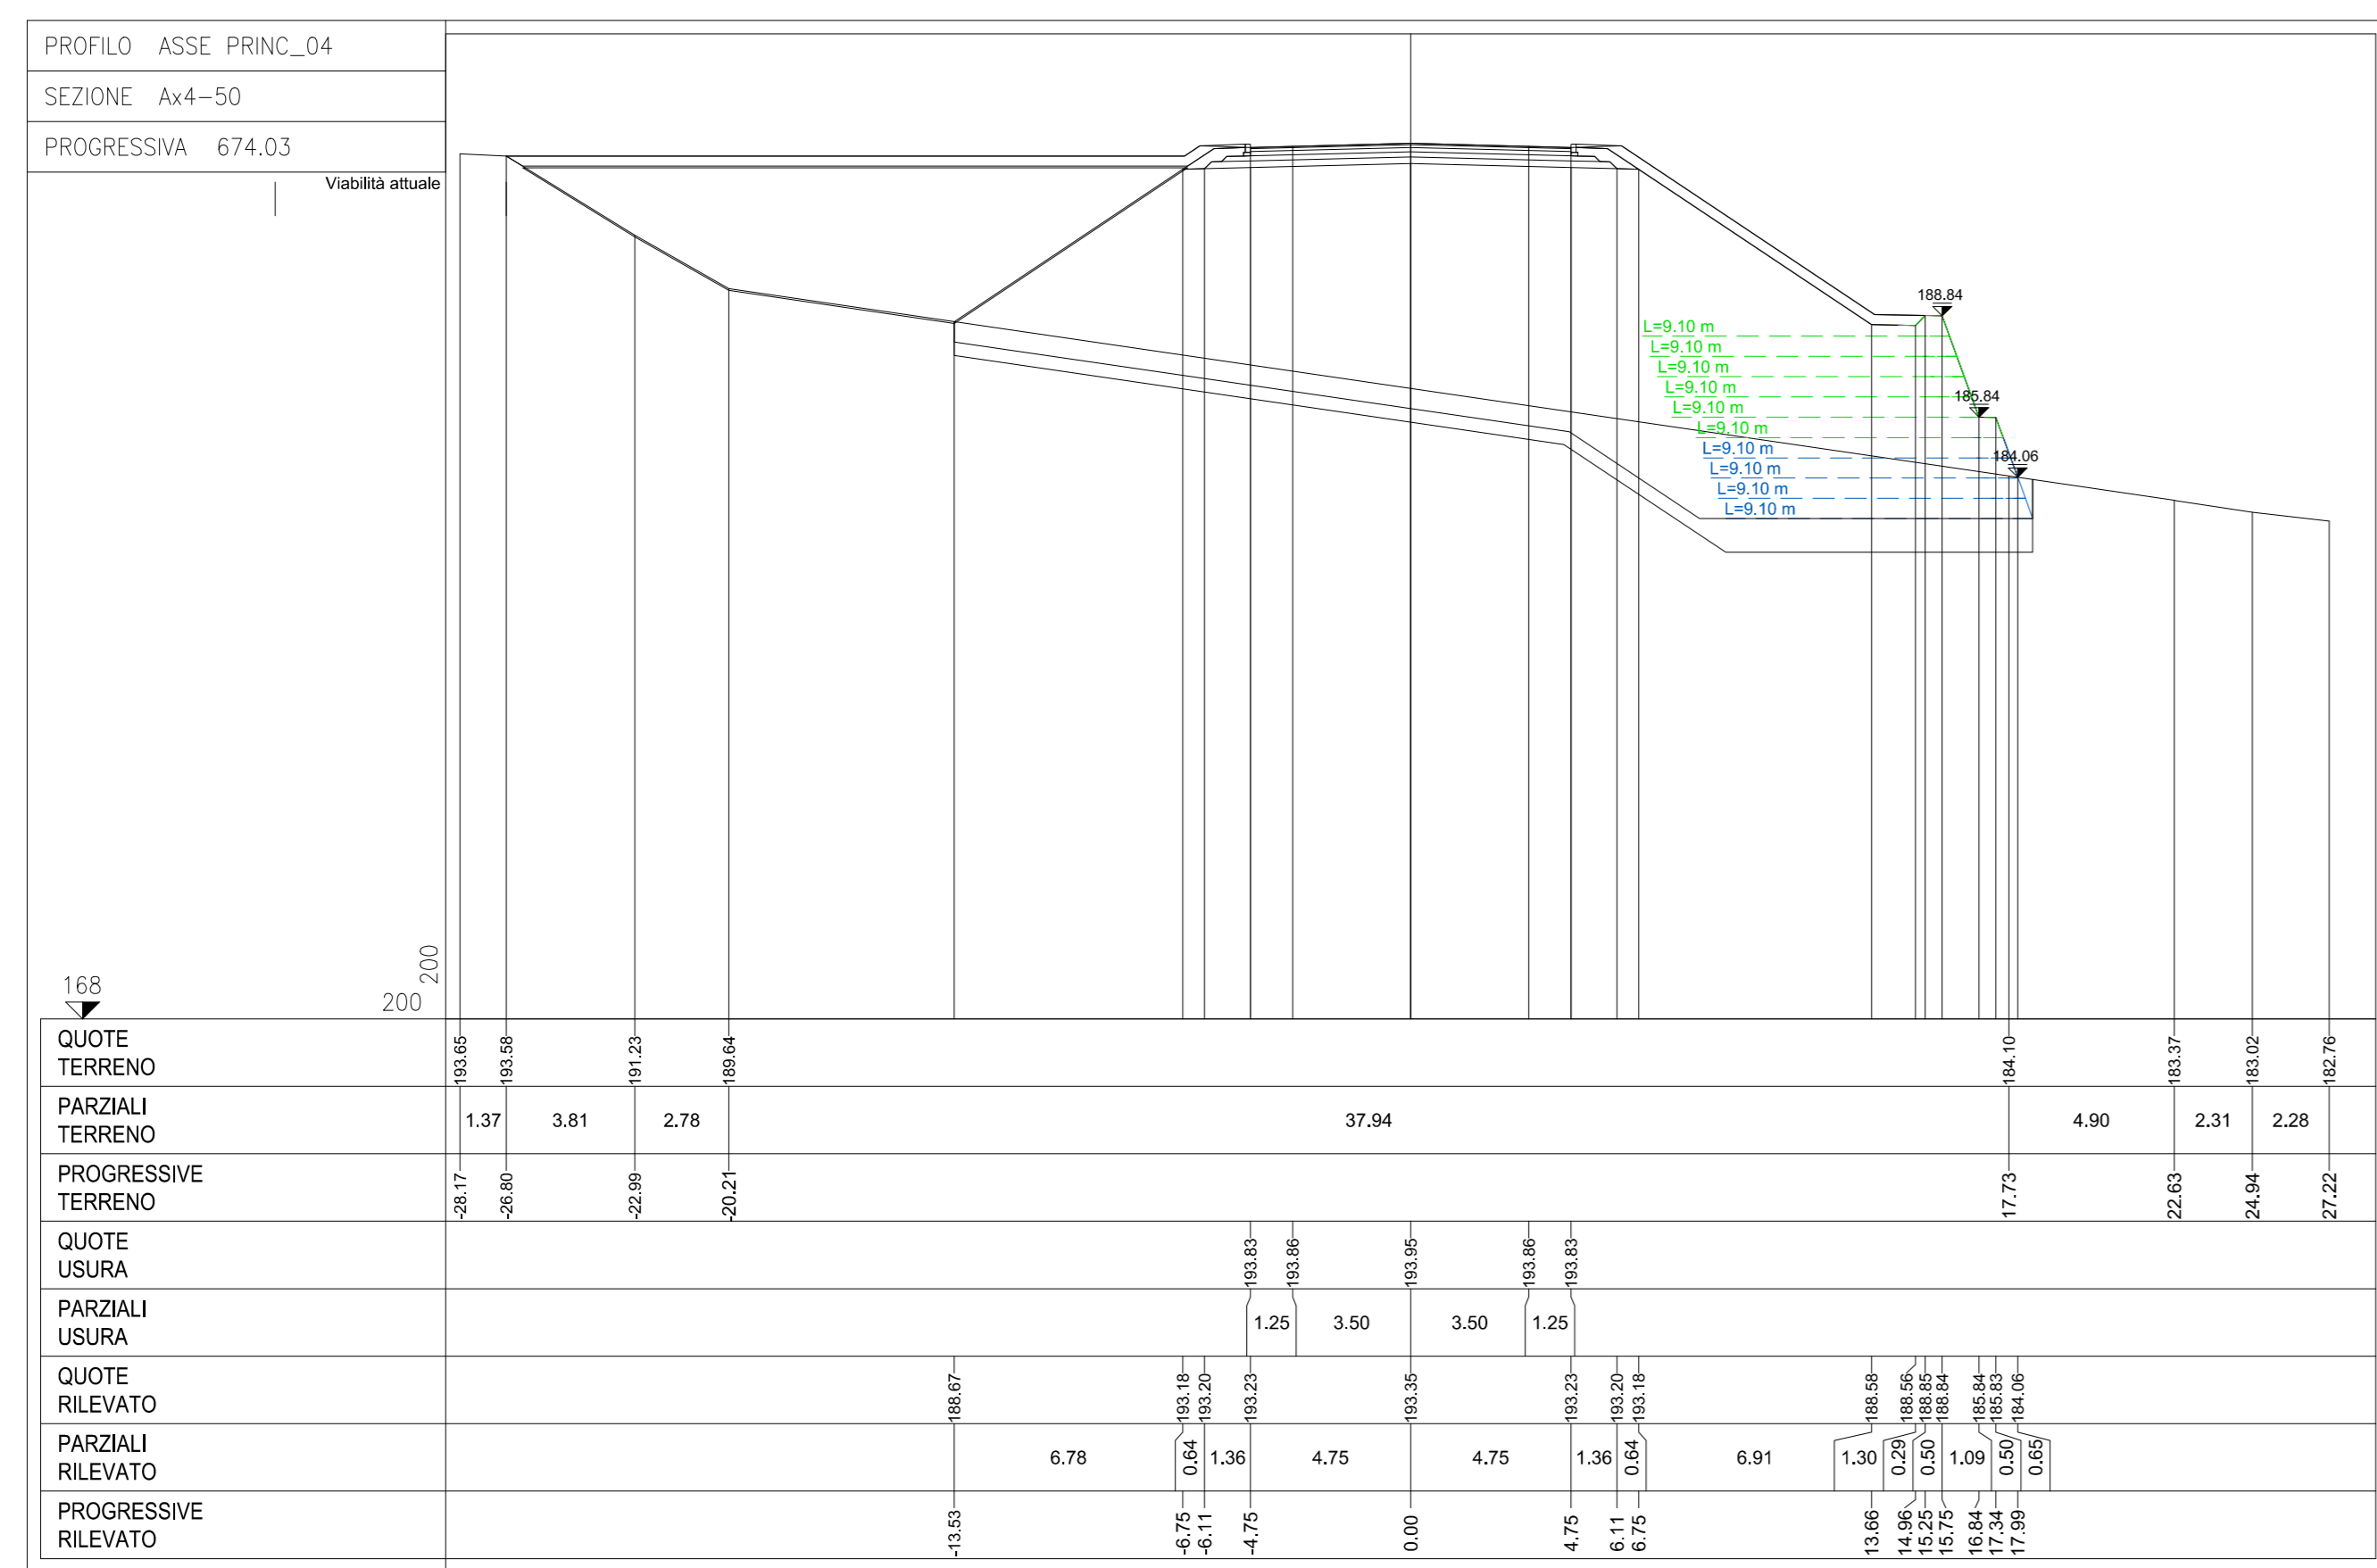 PROFILO ASSE PRINC_04
SEZIONE Ax4-50
PROGRESSIVA 674.03
Viabilità attuale
188.84
L=9.10 m
L=9.10 m
L=9.10 m
L=9.10 m
185.84
L=9.10 m
L=9.10 m
L=9.10 m
184.06
L=9.10 m
L=9.10 m
L=9.10 m
200
168
200
QUOTE
TERRENO
193.65 193.58 191.23 189.64 184.10 183.37 183.02 182.76
PARZIALI
TERRENO
1.37 3.81 2.78 37.94 4.90 2.31 2.28
PROGRESSIVE
TERRENO
-28.17 -26.80 -22.99 -20.21 17.73 22.63 24.94 27.22
QUOTE
USURA
193.83 193.86 193.95 193.86 193.83
PARZIALI
USURA
1.25 3.50 3.50 1.25
QUOTE
RILEVATO
188.67 193.18 193.20 193.23 193.35 193.23 193.20 193.18 188.58 188.56 188.85 188.84 185.84 185.83 184.06
PARZIALI
RILEVATO
6.78 0.64 1.36 4.75 4.75 1.36 0.64 6.91 1.30 0.29 0.50 1.09 0.50 0.65
PROGRESSIVE
RILEVATO
-13.53 -6.75 -6.11 -4.75 0.00 4.75 6.11 6.75 13.66 14.96 15.25 15.75 16.84 17.34 17.99